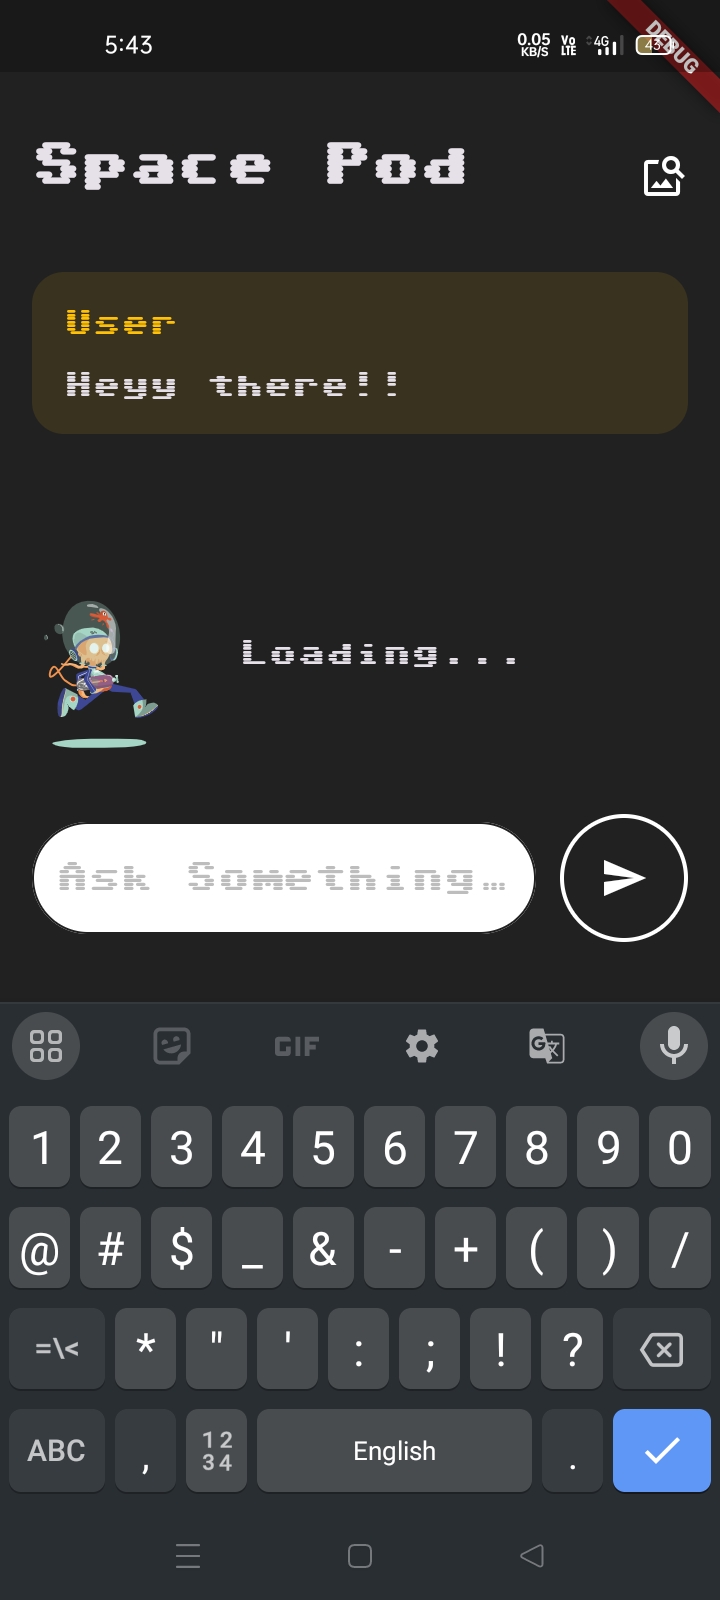 5:43 0.05 KB/S Vo LTE 4G 43
DEBUG
Space Pod
User
Heyy there!!
Loading...
Ask Something…
GIF G 文
1 2 3 4 5 6 7 8 9 0
@ # $ _ & - + ( ) /
=\< * " ' : ; ! ?
ABC , 12 34 English .